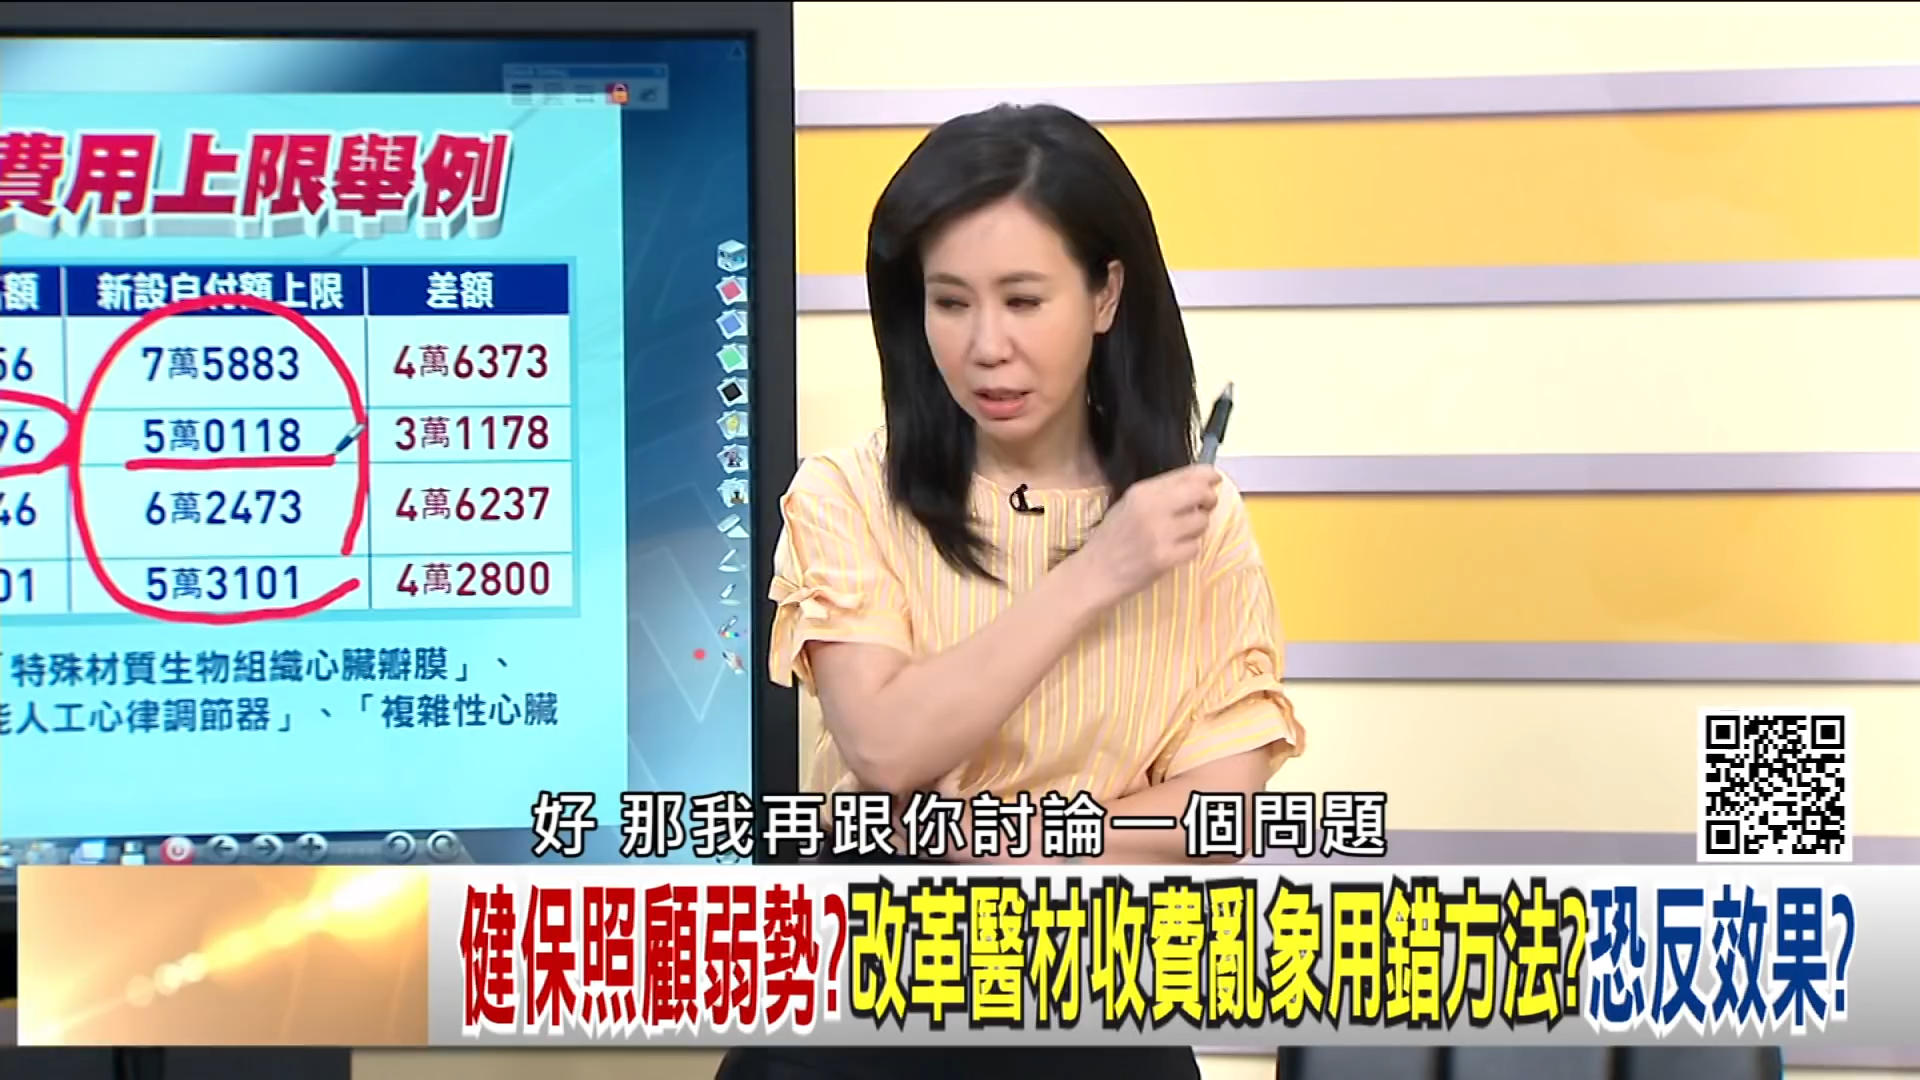 費用上限舉例
額 新設自付額上限 差額
56 7萬5883 4萬6373
96 5萬0118 3萬1178
46 6萬2473 4萬6237
01 5萬3101 4萬2800
「特殊材質生物組織心臟瓣膜」、
能人工心律調節器」、「複雜性心臟
好 那我再跟你討論一個問題
健保照顧弱勢?改革醫材收費亂象用錯方法?恐反效果?